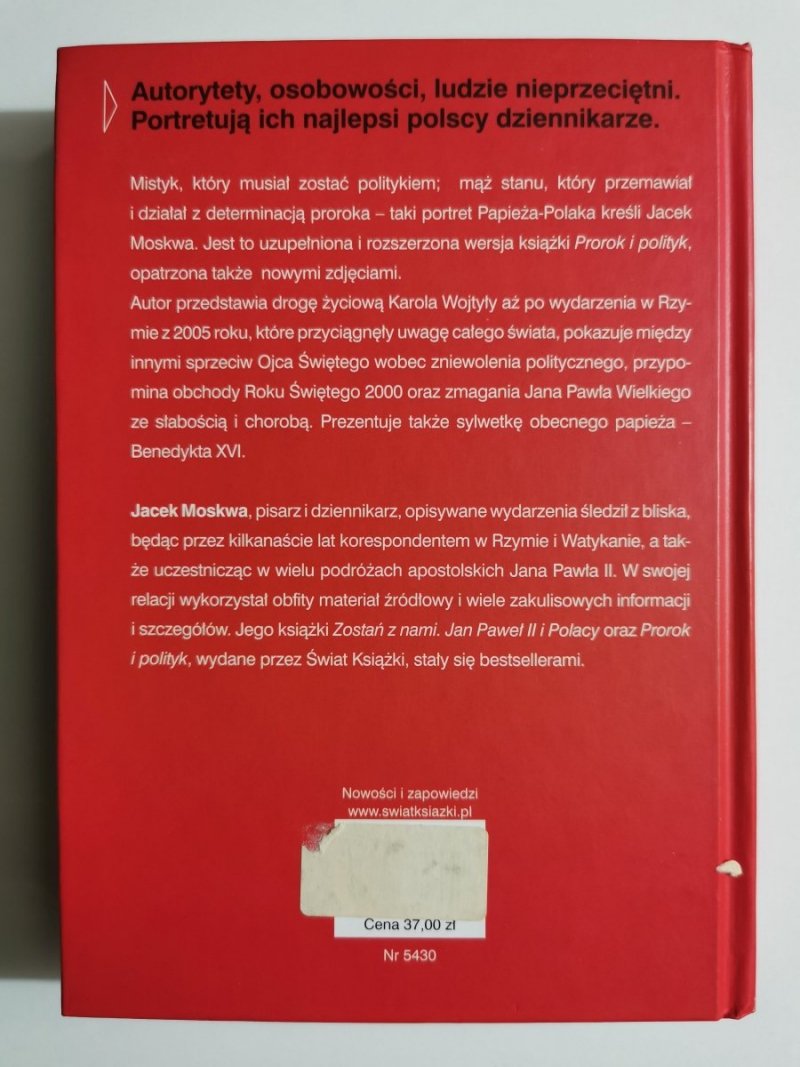 Autorytety, osobowości, ludzie nieprzeciętni.
Portretują ich najlepsi polscy dziennikarze.
Mistyk, który musiał zostać politykiem; mąż stanu, który przemawiał
i działał z determinacją proroka – taki portret Papieża-Polaka kreśli Jacek
Moskwa. Jest to uzupełniona i rozszerzona wersja książki Prorok i polityk,
opatrzona także nowymi zdjęciami.
Autor przedstawia drogę życiową Karola Wojtyły aż po wydarzenia w Rzy-
mie z 2005 roku, które przyciągnęły uwagę całego świata, pokazuje między
innymi sprzeciw Ojca Świętego wobec zniewolenia politycznego, przypo-
mina obchody Roku Świętego 2000 oraz zmagania Jana Pawła Wielkiego
ze słabością i chorobą. Prezentuje także sylwetkę obecnego papieża –
Benedykta XVI.
Jacek Moskwa, pisarz i dziennikarz, opisywane wydarzenia śledził z bliska,
będąc przez kilkanaście lat korespondentem w Rzymie i Watykanie, a tak-
że uczestnicząc w wielu podróżach apostolskich Jana Pawła II. W swojej
relacji wykorzystał obfity materiał źródłowy i wiele zakulisowych informacji
i szczegółów. Jego książki Zostań z nami. Jan Paweł II i Polacy oraz Prorok
i polityk, wydane przez Świat Książki, stały się bestsellerami.
Nowości i zapowiedzi
www.swiatksiazki.pl
Cena 37,00 zł
Nr 5430